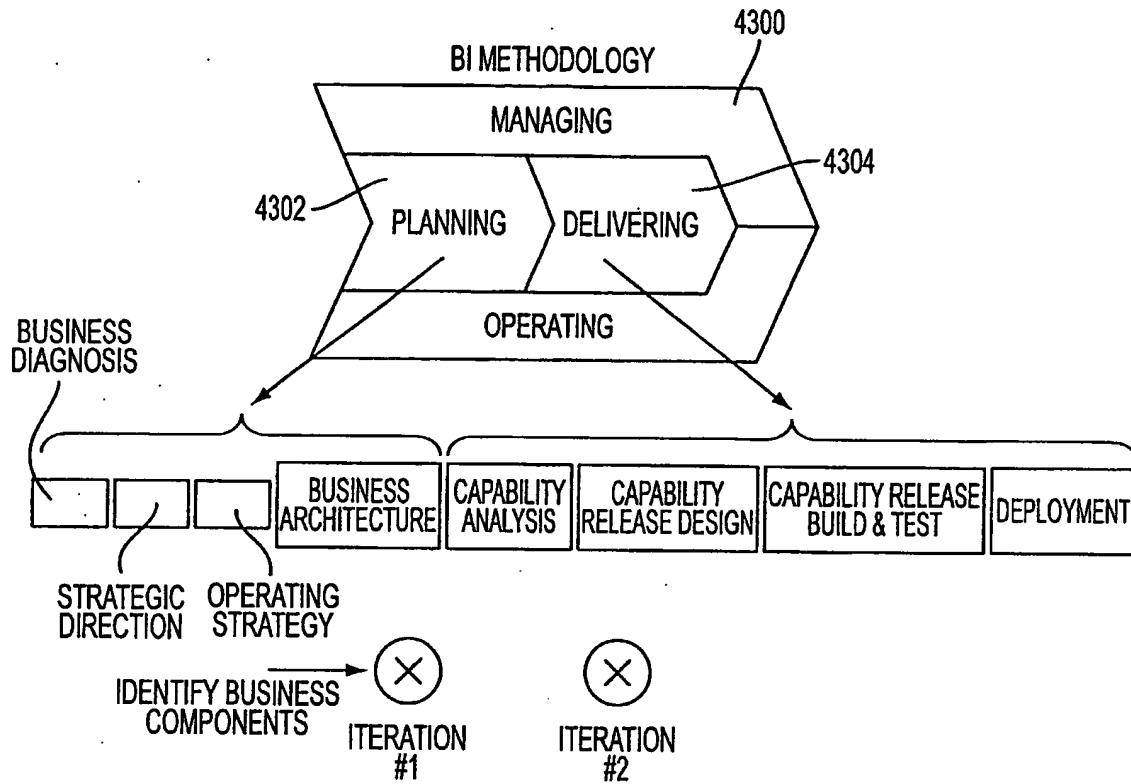 4300
BI METHODOLOGY
MANAGING
4304
4302
PLANNING
DELIVERING
OPERATING
BUSINESS
DIAGNOSIS
BUSINESS
ARCHITECTURE
CAPABILITY
ANALYSIS
CAPABILITY
RELEASE DESIGN
CAPABILITY RELEASE
BUILD & TEST
DEPLOYMENT
STRATEGIC
DIRECTION
OPERATING
STRATEGY
IDENTIFY BUSINESS
COMPONENTS
ITERATION
#1
ITERATION
#2